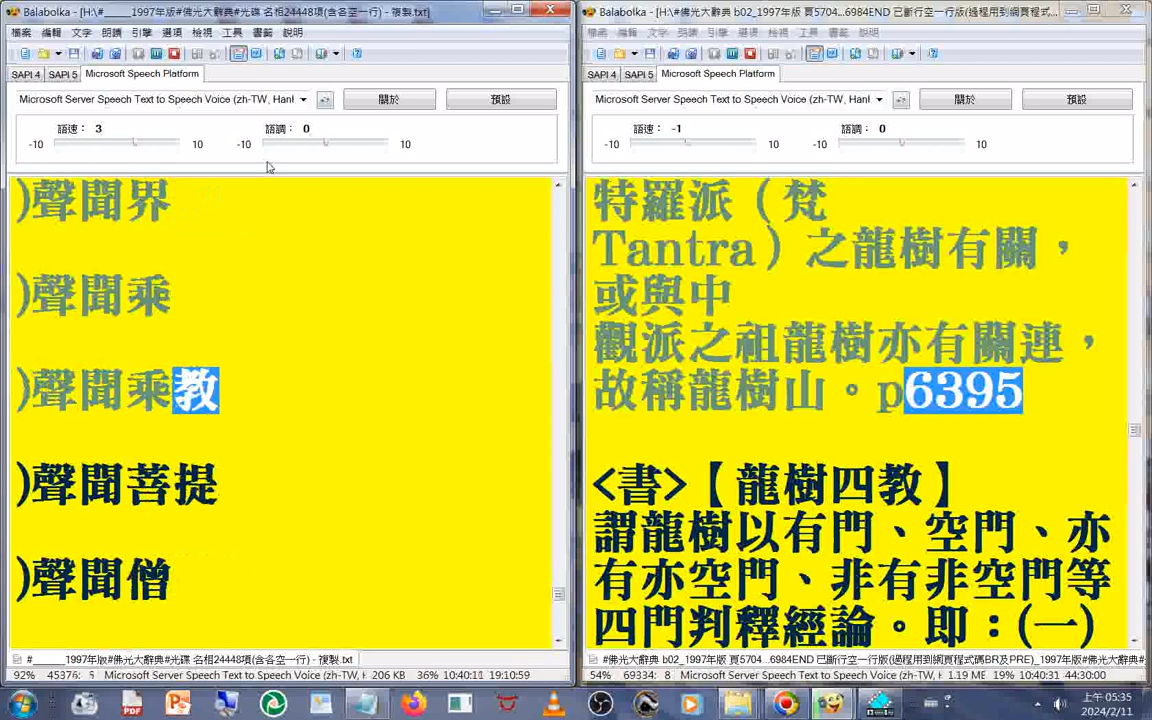 Balabolka - [H:\#_____1997年版#佛光大辭典#光碟 名相24448項(含各空一行) - 複製.txt]
檔案 編輯 文字 朗讀 引擎 選項 檢視 工具 書籤 說明
SAPI 4 SAPI 5 Microsoft Speech Platform
Microsoft Server Speech Text to Speech Voice (zh-TW, Hanl
關於 預設
語速： 3 語調： 0
-10 10 -10 10
)聲聞界
)聲聞乘
)聲聞乘教
)聲聞菩提
)聲聞僧
#_____1997年版#佛光大辭典#光碟 名相24448項(含各空一行) - 複製.txt
92% 45376: 5 Microsoft Server Speech Text to Speech Voice (zh-TW, H 206 KB 36% 10:40:11 19:10:59
Balabolka - [H:\#佛光大辭典 b02_1997年版 頁5704...6984END 已斷行空一行版(過程用到網頁程式...
檔案 編輯 文字 朗讀 引擎 選項 檢視 工具 書籤 說明
SAPI 4 SAPI 5 Microsoft Speech Platform
Microsoft Server Speech Text to Speech Voice (zh-TW, Hanl
關於 預設
語速： -1 語調： 0
-10 10 -10 10
特羅派（梵
Tantra）之龍樹有關，
或與中
觀派之祖龍樹亦有關連，
故稱龍樹山。p6395
<書>【龍樹四教】
謂龍樹以有門、空門、亦
有亦空門、非有非空門等
四門判釋經論。即：(一)
#佛光大辭典 b02_1997年版 頁5704...6984END 已斷行空一行版(過程用到網頁程式碼BR及PRE)_1997年版#
54% 69334: 8 Microsoft Server Speech Text to Speech Voice (zh-TW, H 1.19 MB 19% 10:40:31 44:30:00
上午 05:35
2024/2/11